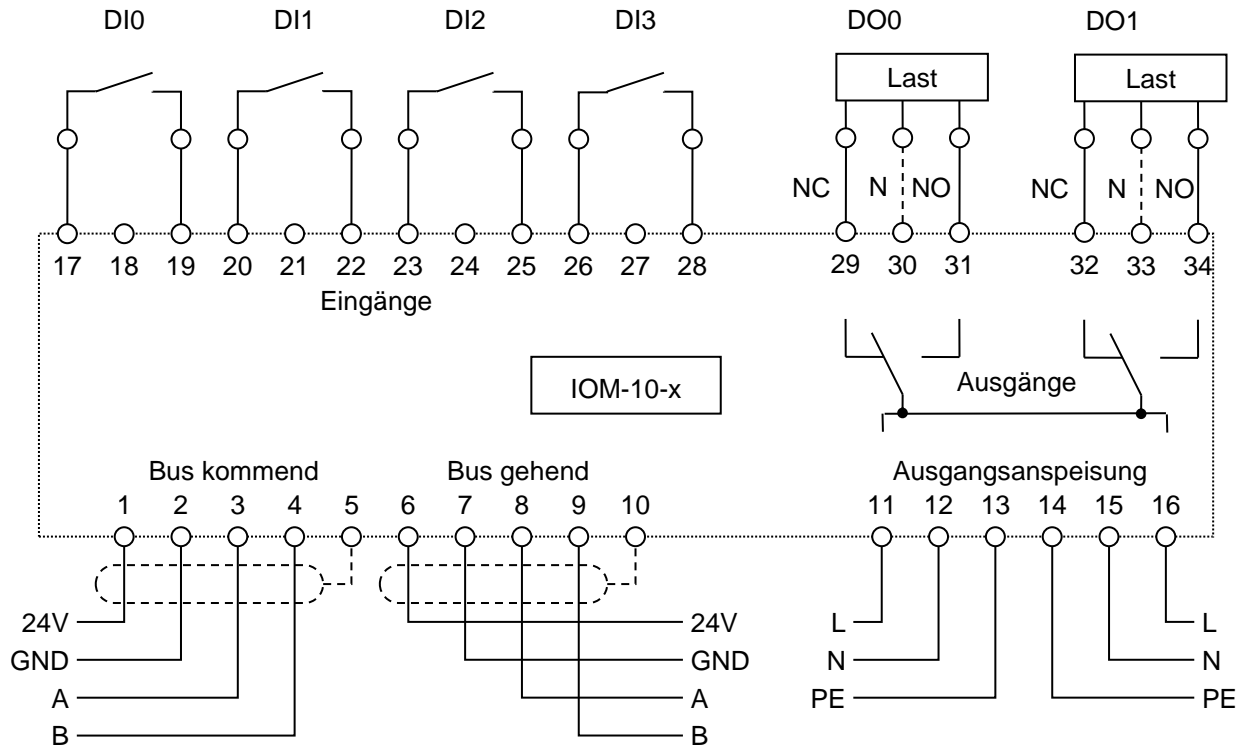 DI0 DI1 DI2 DI3 DO0 DO1
Last Last
NC N NO NC N NO
17 18 19 20 21 22 23 24 25 26 27 28 29 30 31 32 33 34
Eingänge
IOM-10-x
Ausgänge
Bus kommend Bus gehend Ausgangsanspeisung
1 2 3 4 5 6 7 8 9 10 11 12 13 14 15 16
24V 24V L L
GND GND N N
A A PE PE
B B